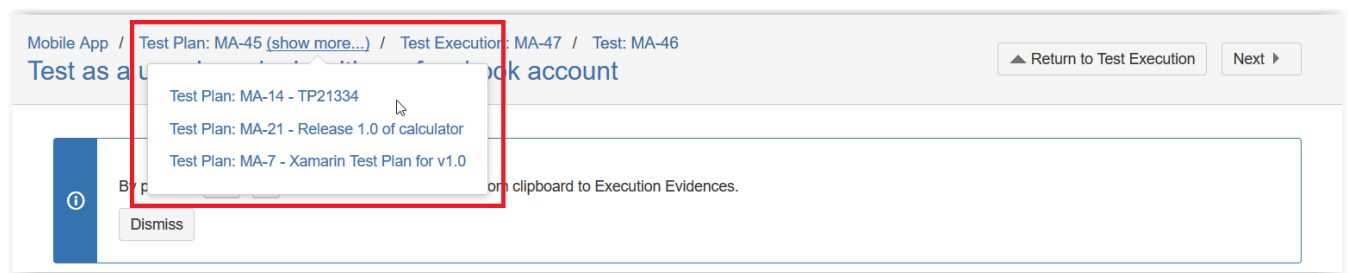 Mobile App / Test Plan: MA-45 (show more...) / Test Execution: MA-47 / Test: MA-46
Test as a account
Return to Test Execution
Next
Test Plan: MA-14 - TP21334
Test Plan: MA-21 - Release 1.0 of calculator
Test Plan: MA-7 - Xamarin Test Plan for v1.0
By clipboard to Execution Evidences.
Dismiss